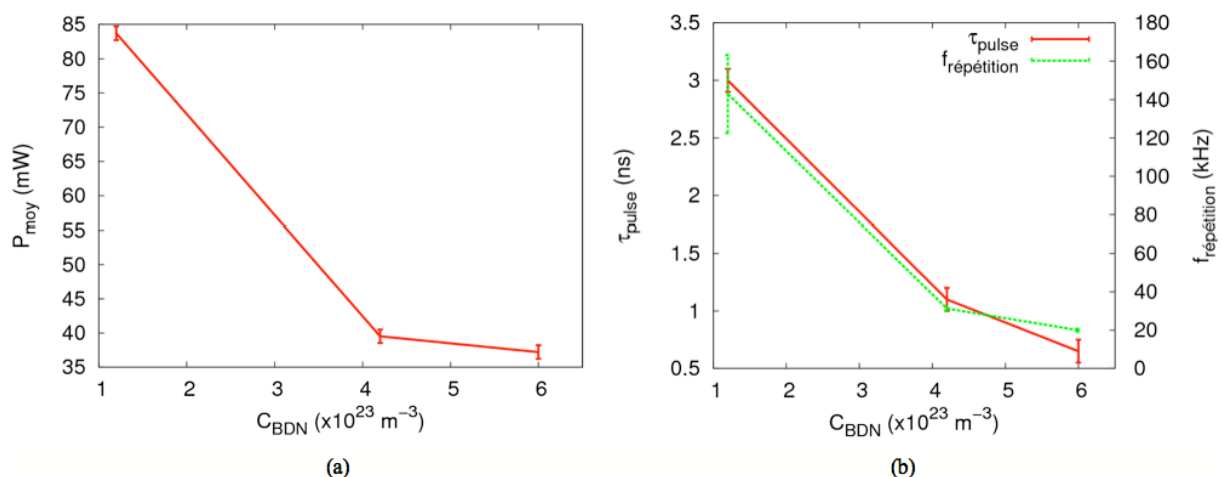 85
80
75
70
65
60
55
50
45
40
35
P_moy (mW)
1 2 3 4 5 6
C_BDN (x10^23 m^-3)
(a)
3.5
3
2.5
2
1.5
1
0.5
τ_pulse (ns)
τ_pulse
f_répétition
180
160
140
120
100
80
60
40
20
0
f_répétition (kHz)
1 2 3 4 5 6
C_BDN (x10^23 m^-3)
(b)